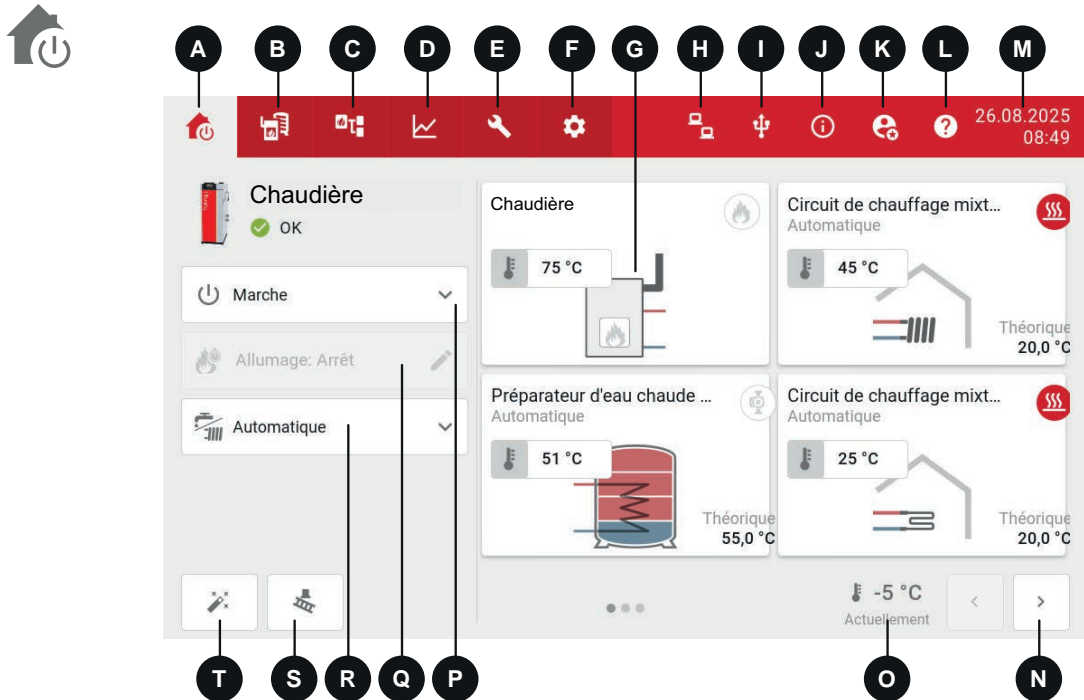 A B C D E F G H I J K L M
26.08.2025
08:49
Chaudière
OK
Marche
Allumage: Arrêt
Automatique
Chaudière
75 °C
Circuit de chauffage mixt...
Automatique
45 °C
Théorique
20,0 °C
Préparateur d'eau chaude ...
Automatique
51 °C
Théorique
55,0 °C
Circuit de chauffage mixt...
Automatique
25 °C
Théorique
20,0 °C
-5 °C
Actuellement
T S R Q P O N